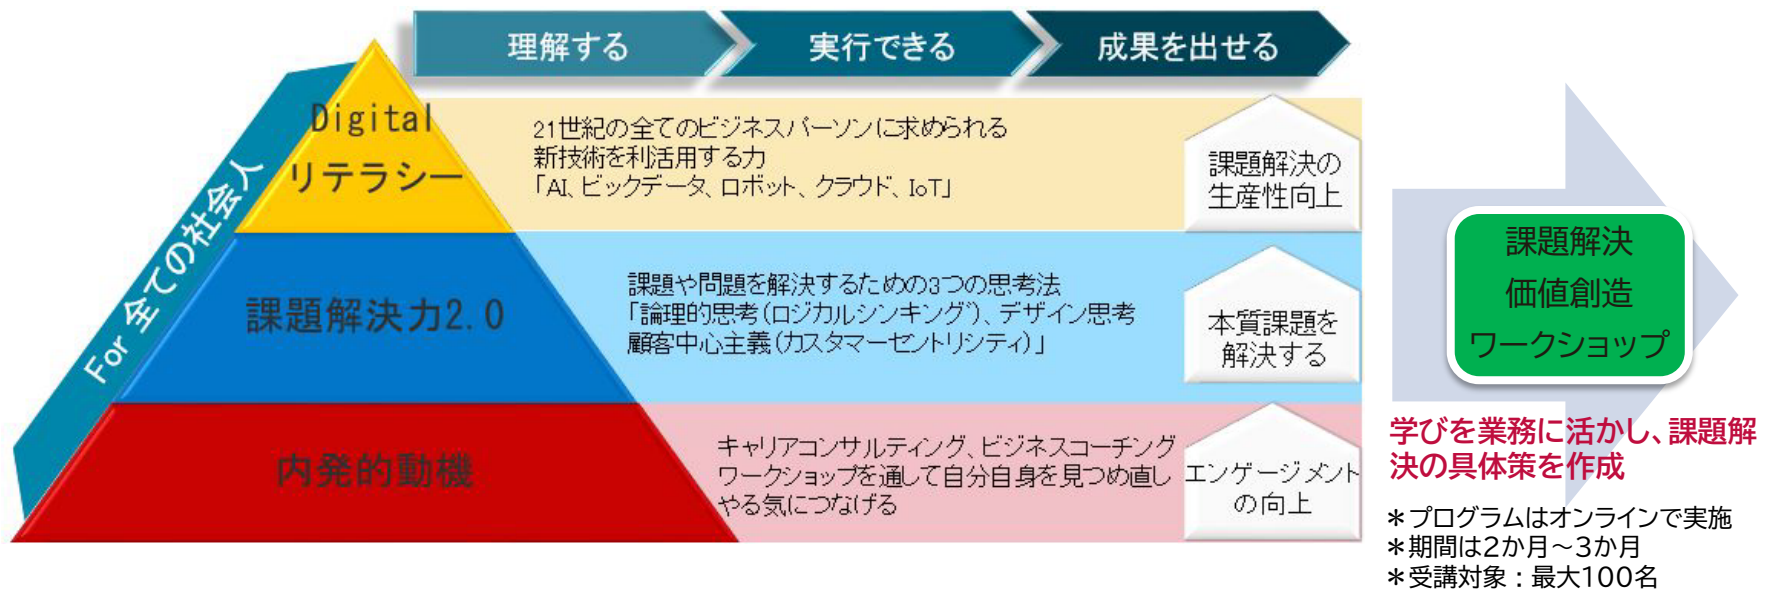 理解する
実行できる
成果を出せる
For 全ての社会人
Digital
リテラシー
21世紀の全てのビジネスパーソンに求められる
新技術を利活用する力
「AI、ビックデータ、ロボット、クラウド、IoT」
課題解決の
生産性向上
課題解決力2.0
課題や問題を解決するための3つの思考法
「論理的思考(ロジカルシンキング)、デザイン思考
顧客中心主義(カスタマーセントリシティ)」
本質課題を
解決する
内発的動機
キャリアコンサルティング、ビジネスコーチング
ワークショップを通して自分自身を見つめ直し
やる気につなげる
エンゲージメント
の向上
課題解決
価値創造
ワークショップ
学びを業務に活かし、課題解
決の具体策を作成
＊プログラムはオンラインで実施
＊期間は2か月～3か月
＊受講対象：最大100名